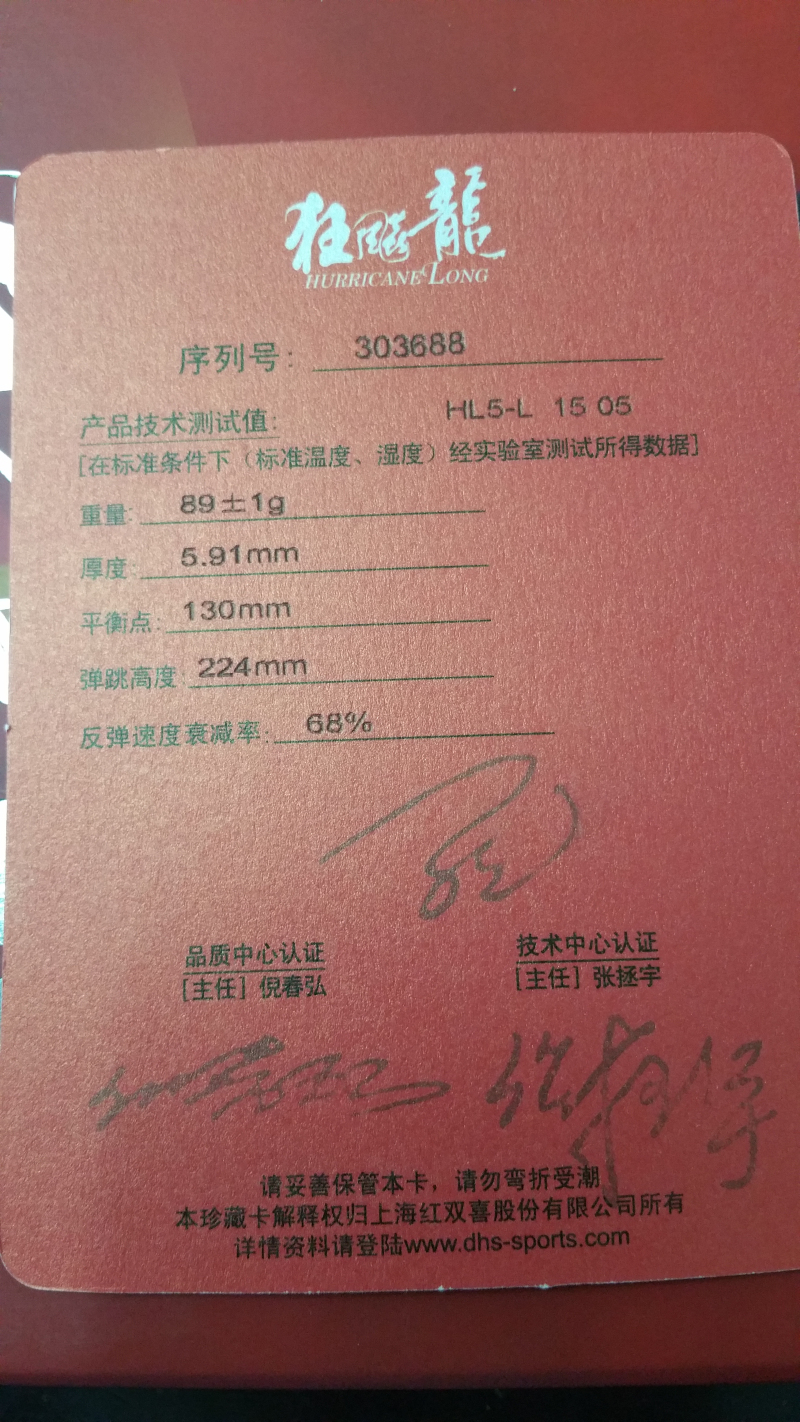 狂飚龍
HURRICANE LONG
序列号: 303688
产品技术测试值: HL5-L 15 05
[在标准条件下（标准温度、湿度）经实验室测试所得数据]
重量: 89±1g
厚度: 5.91mm
平衡点: 130mm
弹跳高度: 224mm
反弹速度衰减率: 68%
品质中心认证 技术中心认证
[主任] 倪春弘 [主任] 张拯宇
请妥善保管本卡，请勿弯折受潮
本珍藏卡解释权归上海红双喜股份有限公司所有
详情资料请登陆www.dhs-sports.com